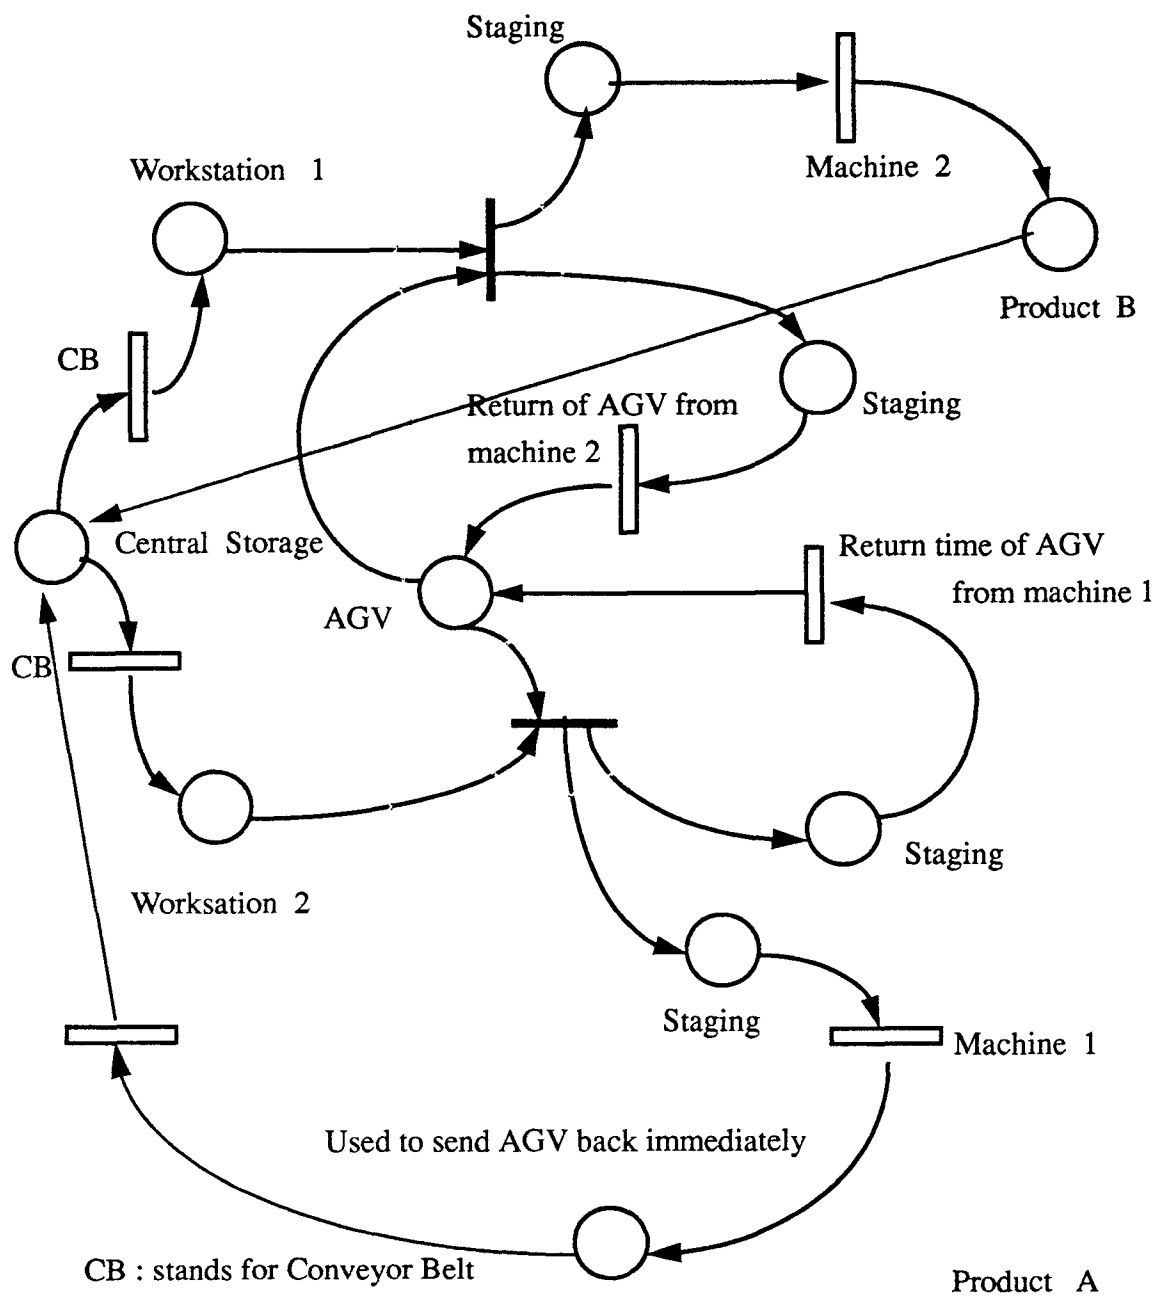 Staging
Workstation 1
Machine 2
Product B
CB
Return of AGV from
machine 2
Staging
Central Storage
Return time of AGV
from machine 1
AGV
CB
Staging
Worksation 2
Staging
Machine 1
Used to send AGV back immediately
CB : stands for Conveyor Belt
Product A